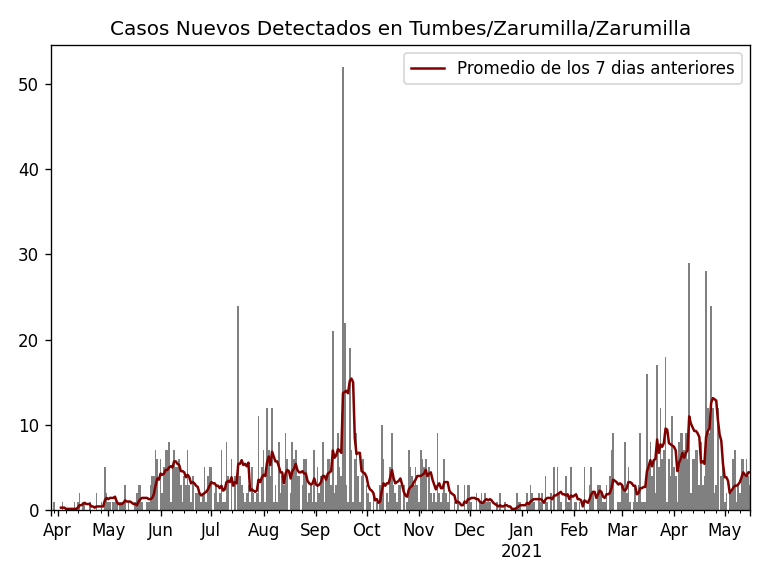 Casos Nuevos Detectados en Tumbes/Zarumilla/Zarumilla
Promedio de los 7 dias anteriores
50
40
30
20
10
0
Apr May Jun Jul Aug Sep Oct Nov Dec Jan Feb Mar Apr May
2021